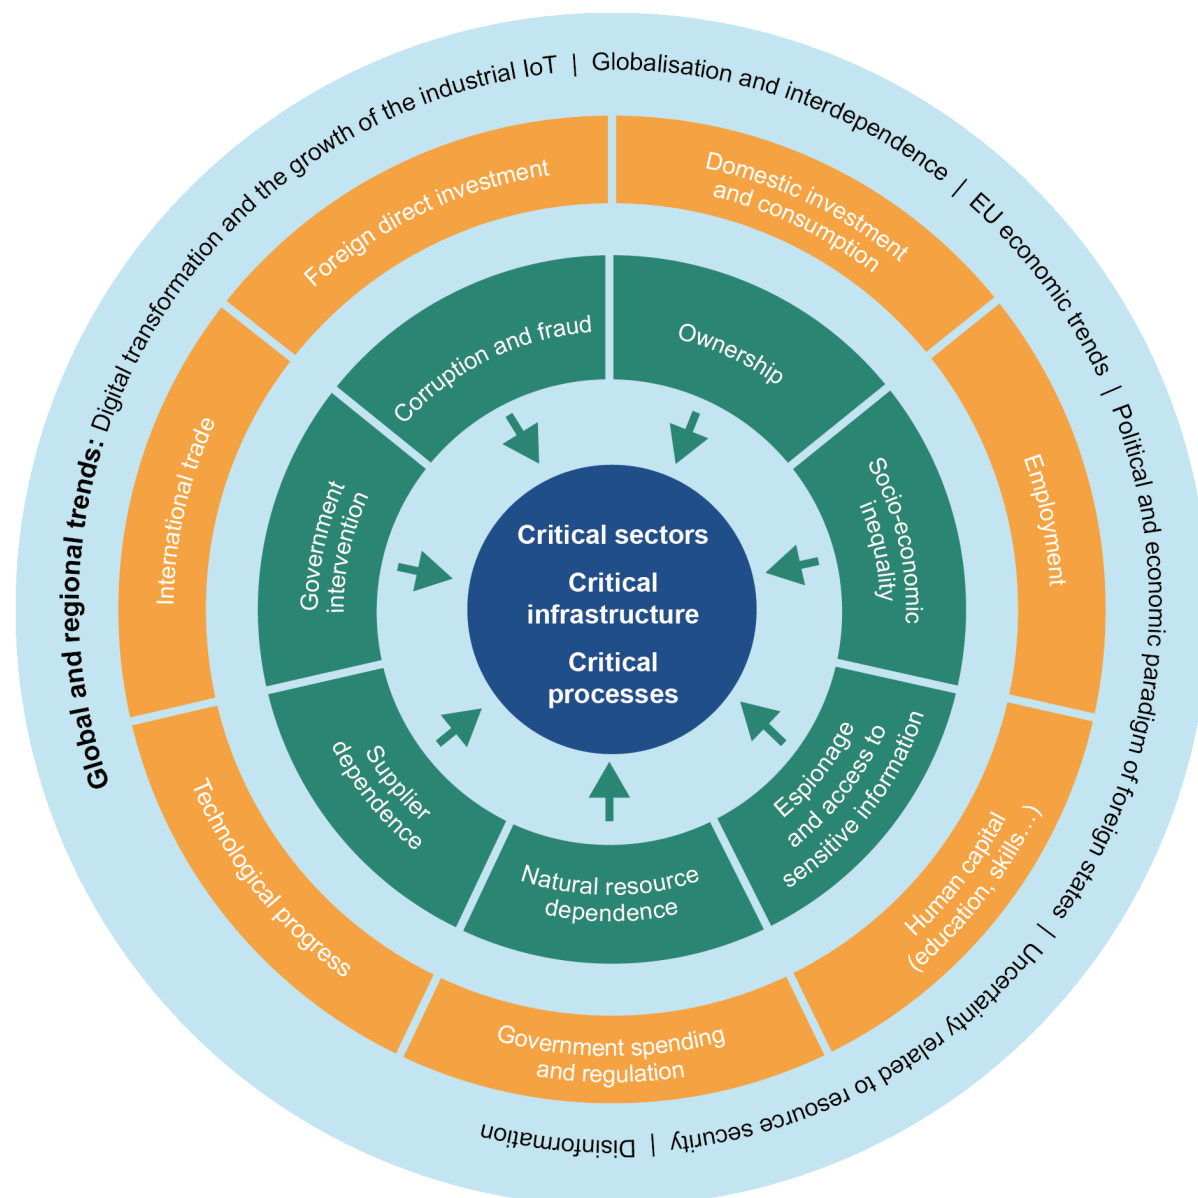 Global and regional trends: Digital transformation and the growth of the industrial IoT | Globalisation and interdependence | EU economic trends | Political and economic paradigm of foreign states | Uncertainty related to resource security | Disinformation
Foreign direct investment
Domestic investment
and consumption
Employment
Human capital
(education, skills…)
Government spending
and regulation
Technological progress
International trade
Corruption and fraud
Ownership
Socio-economic
inequality
Espionage
and access to
sensitive information
Natural resource
dependence
Supplier
dependence
Government
intervention
Critical sectors
Critical
infrastructure
Critical
processes